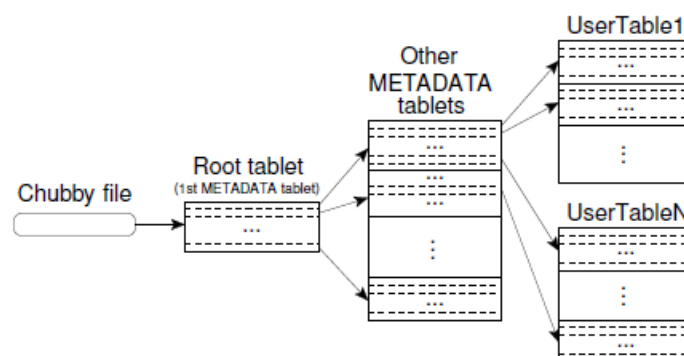 UserTable1
...
...
⋮
Other
METADATA
tablets
...
...
...
⋮
...
Root tablet
(1st METADATA tablet)
...
Chubby file
UserTableN
...
⋮
...